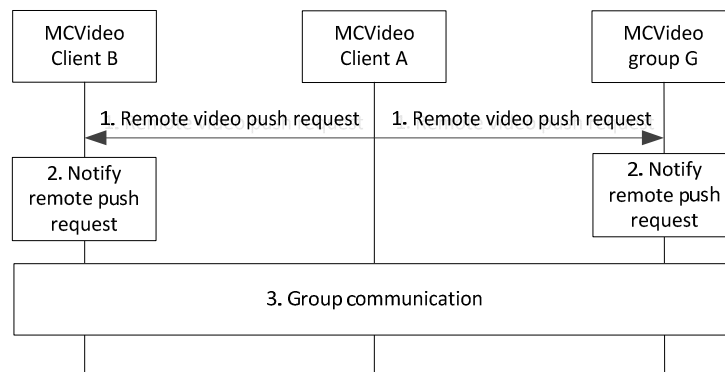 MCVideo
Client B
MCVideo
Client A
MCVideo
group G
1. Remote video push request
1. Remote video push request
2. Notify
remote push
request
2. Notify
remote push
request
3. Group communication